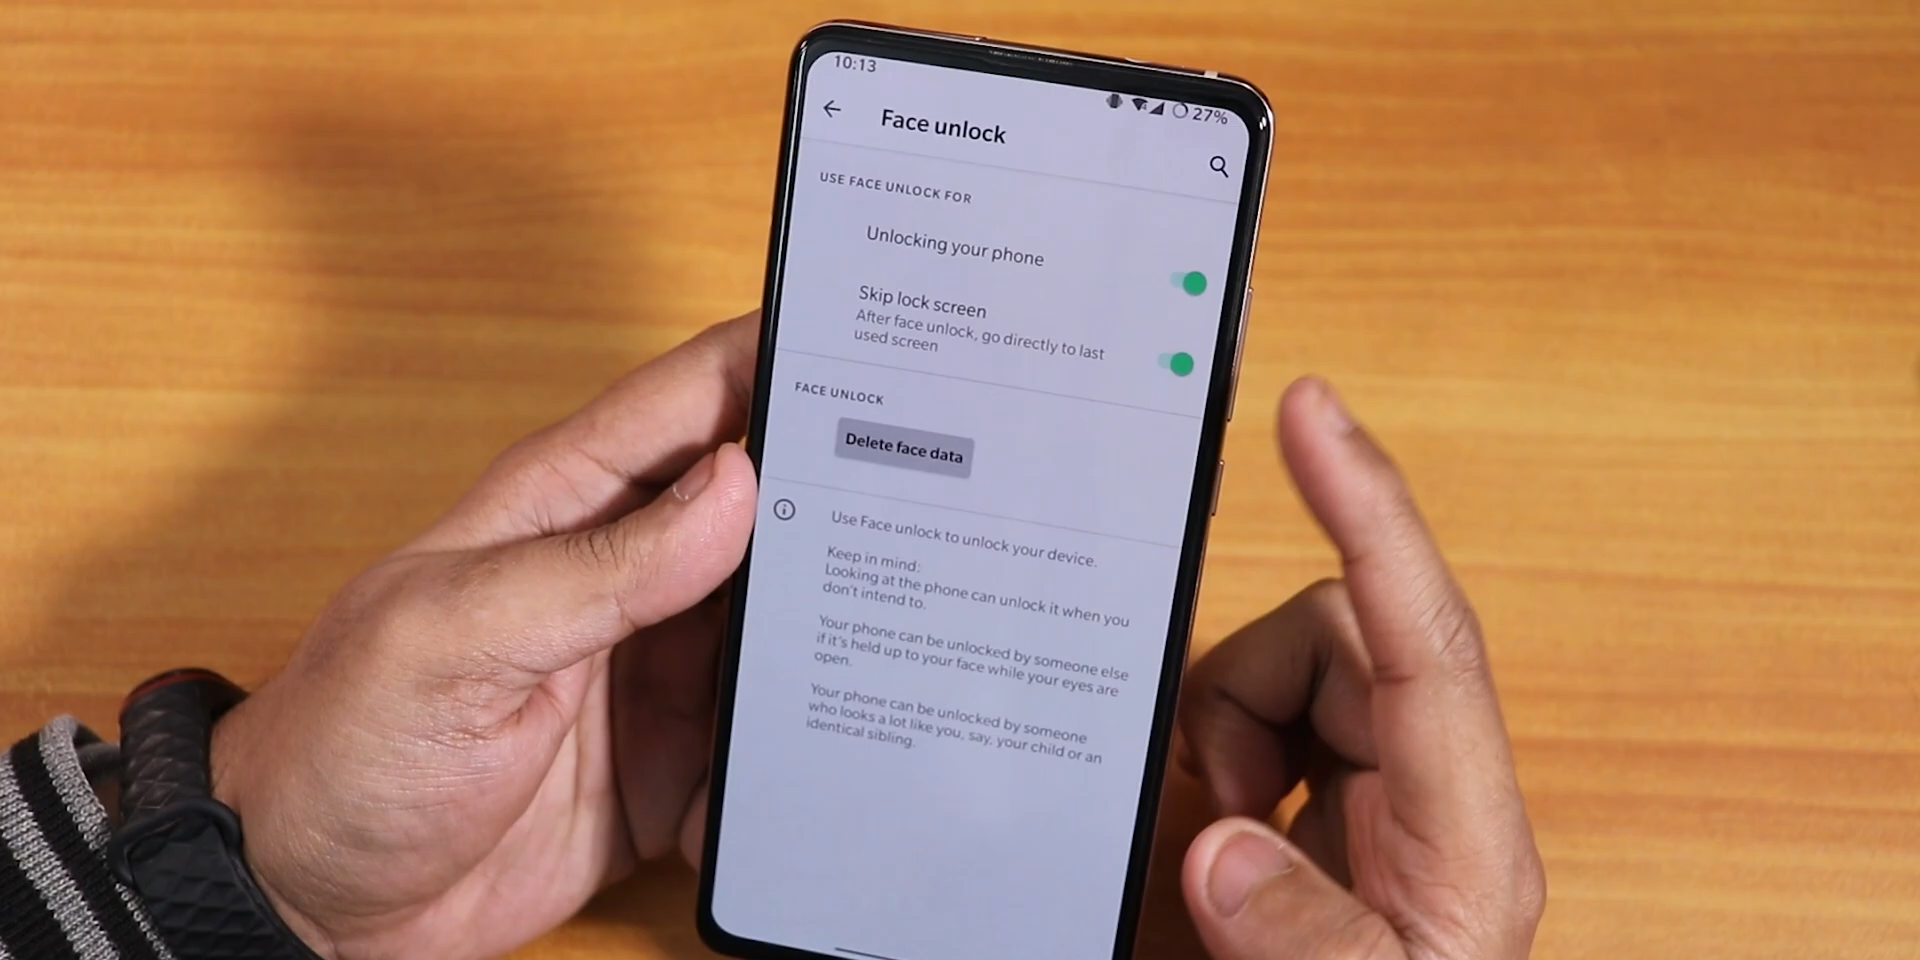 10:13
27%
Face unlock
USE FACE UNLOCK FOR
Unlocking your phone
Skip lock screen
After face unlock, go directly to last
used screen
FACE UNLOCK
Delete face data
Use Face unlock to unlock your device.
Keep in mind:
Looking at the phone can unlock it when you
don't intend to.
Your phone can be unlocked by someone else
if it's held up to your face while your eyes are
open.
Your phone can be unlocked by someone
who looks a lot like you, say, your child or an
identical sibling.